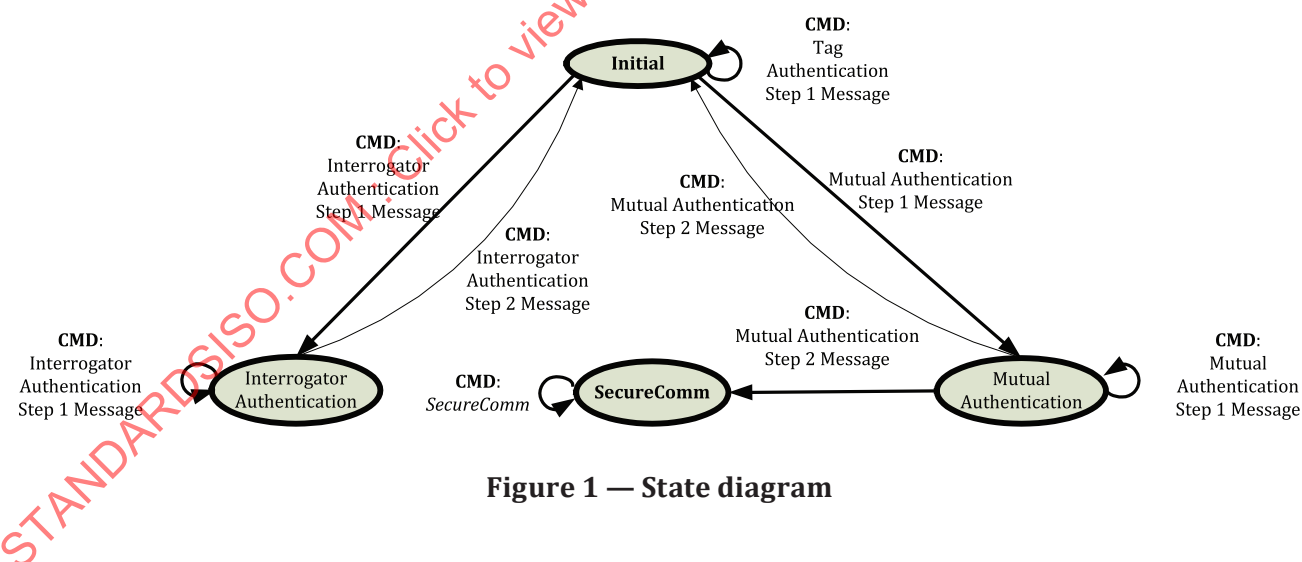 CMD:
Tag
Authentication
Step 1 Message
Initial
CMD:
Interrogator
Authentication
Step 1 Message
CMD:
Mutual Authentication
Step 1 Message
CMD:
Mutual Authentication
Step 2 Message
CMD:
Interrogator
Authentication
Step 2 Message
CMD:
Mutual Authentication
Step 2 Message
CMD:
Interrogator
Authentication
Step 1 Message
Interrogator
Authentication
CMD:
SecureComm
SecureComm
Mutual
Authentication
CMD:
Mutual
Authentication
Step 1 Message
Figure 1 — State diagram
STANDARDSISO.COM : Click to view